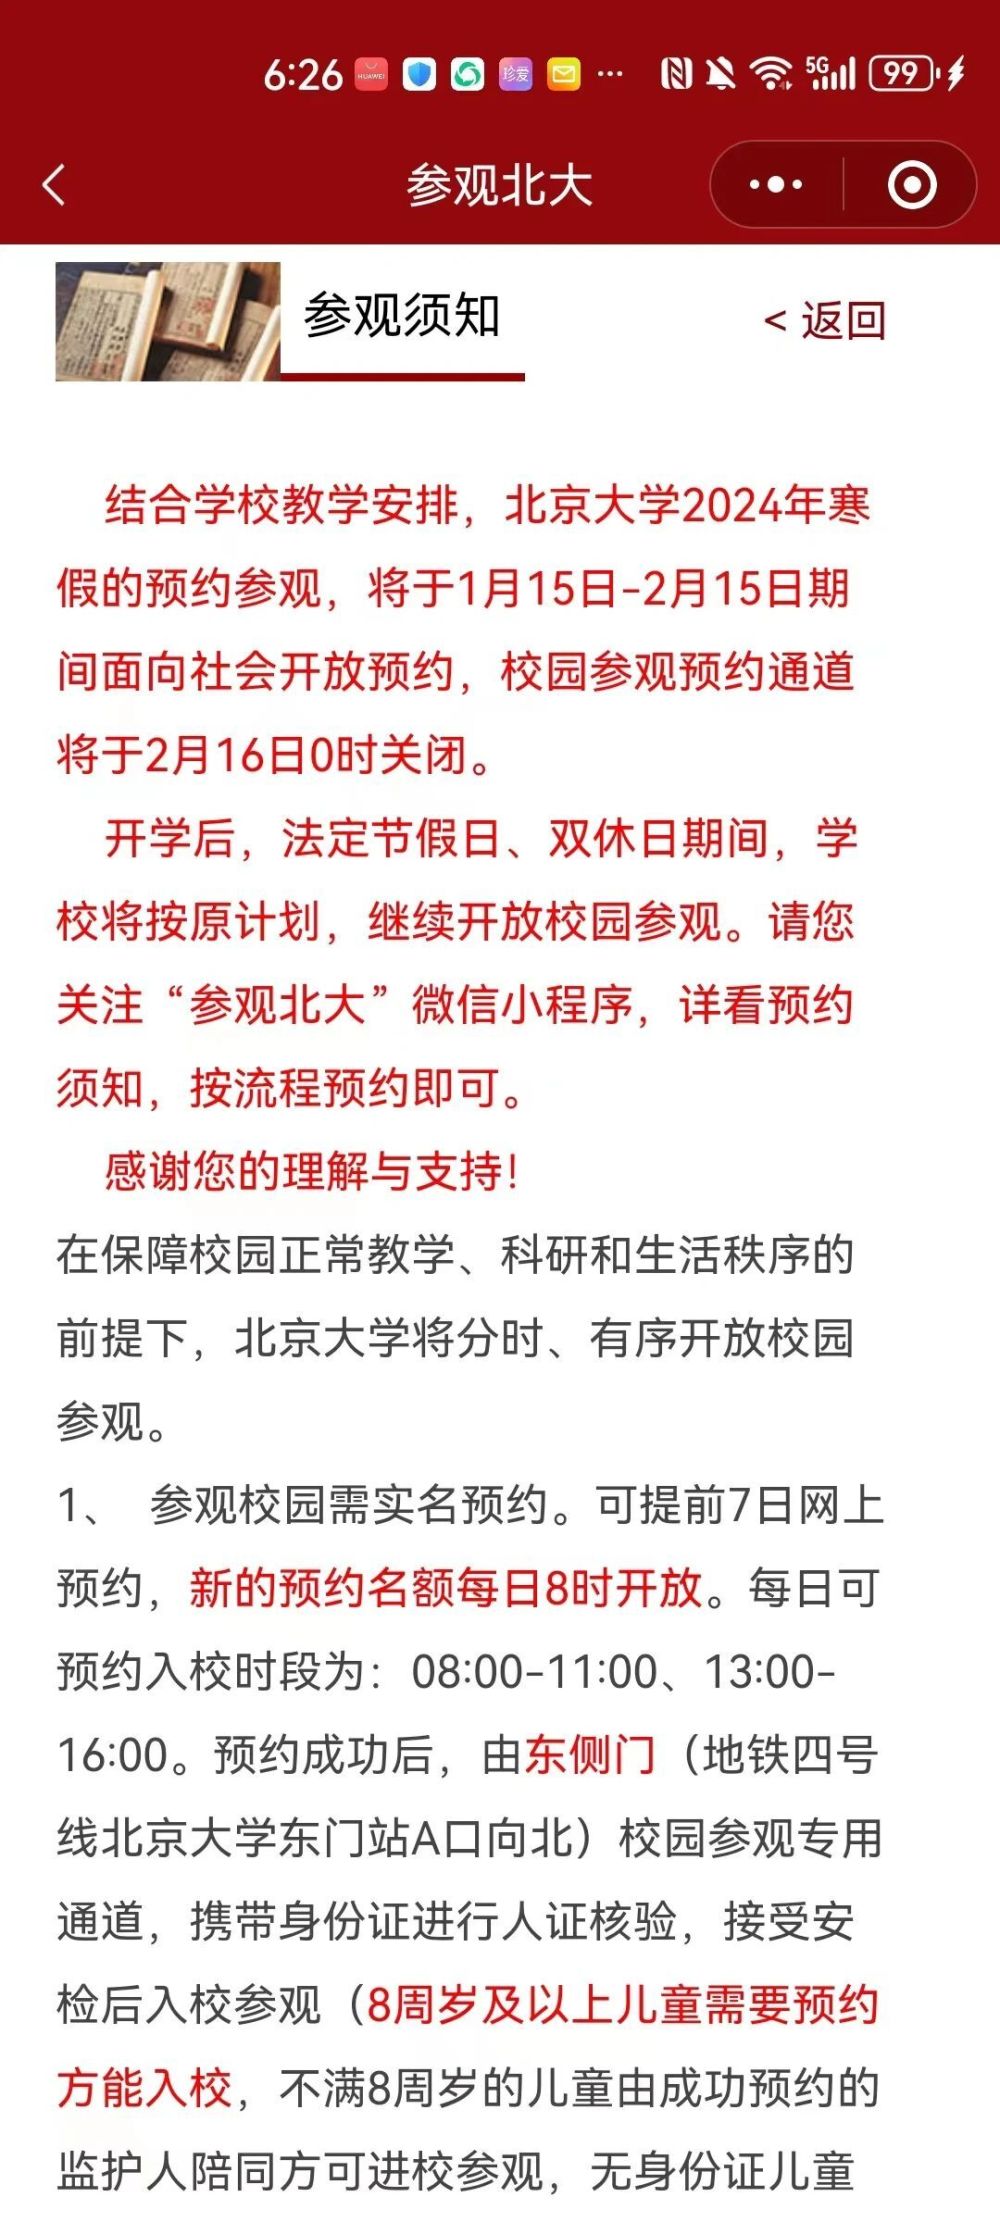 6:26
HUAWEI
珍爱
5G
99
参观北大
参观须知
< 返回
结合学校教学安排，北京大学2024年寒
假的预约参观，将于1月15日-2月15日期
间面向社会开放预约，校园参观预约通道
将于2月16日0时关闭。
开学后，法定节假日、双休日期间，学
校将按原计划，继续开放校园参观。请您
关注“参观北大”微信小程序，详看预约
须知，按流程预约即可。
感谢您的理解与支持！
在保障校园正常教学、科研和生活秩序的
前提下，北京大学将分时、有序开放校园
参观。
1、 参观校园需实名预约。可提前7日网上
预约，新的预约名额每日8时开放。每日可
预约入校时段为：08:00-11:00、13:00-
16:00。预约成功后，由东侧门（地铁四号
线北京大学东门站A口向北）校园参观专用
通道，携带身份证进行人证核验，接受安
检后入校参观（8周岁及以上儿童需要预约
方能入校，不满8周岁的儿童由成功预约的
监护人陪同方可进校参观，无身份证儿童